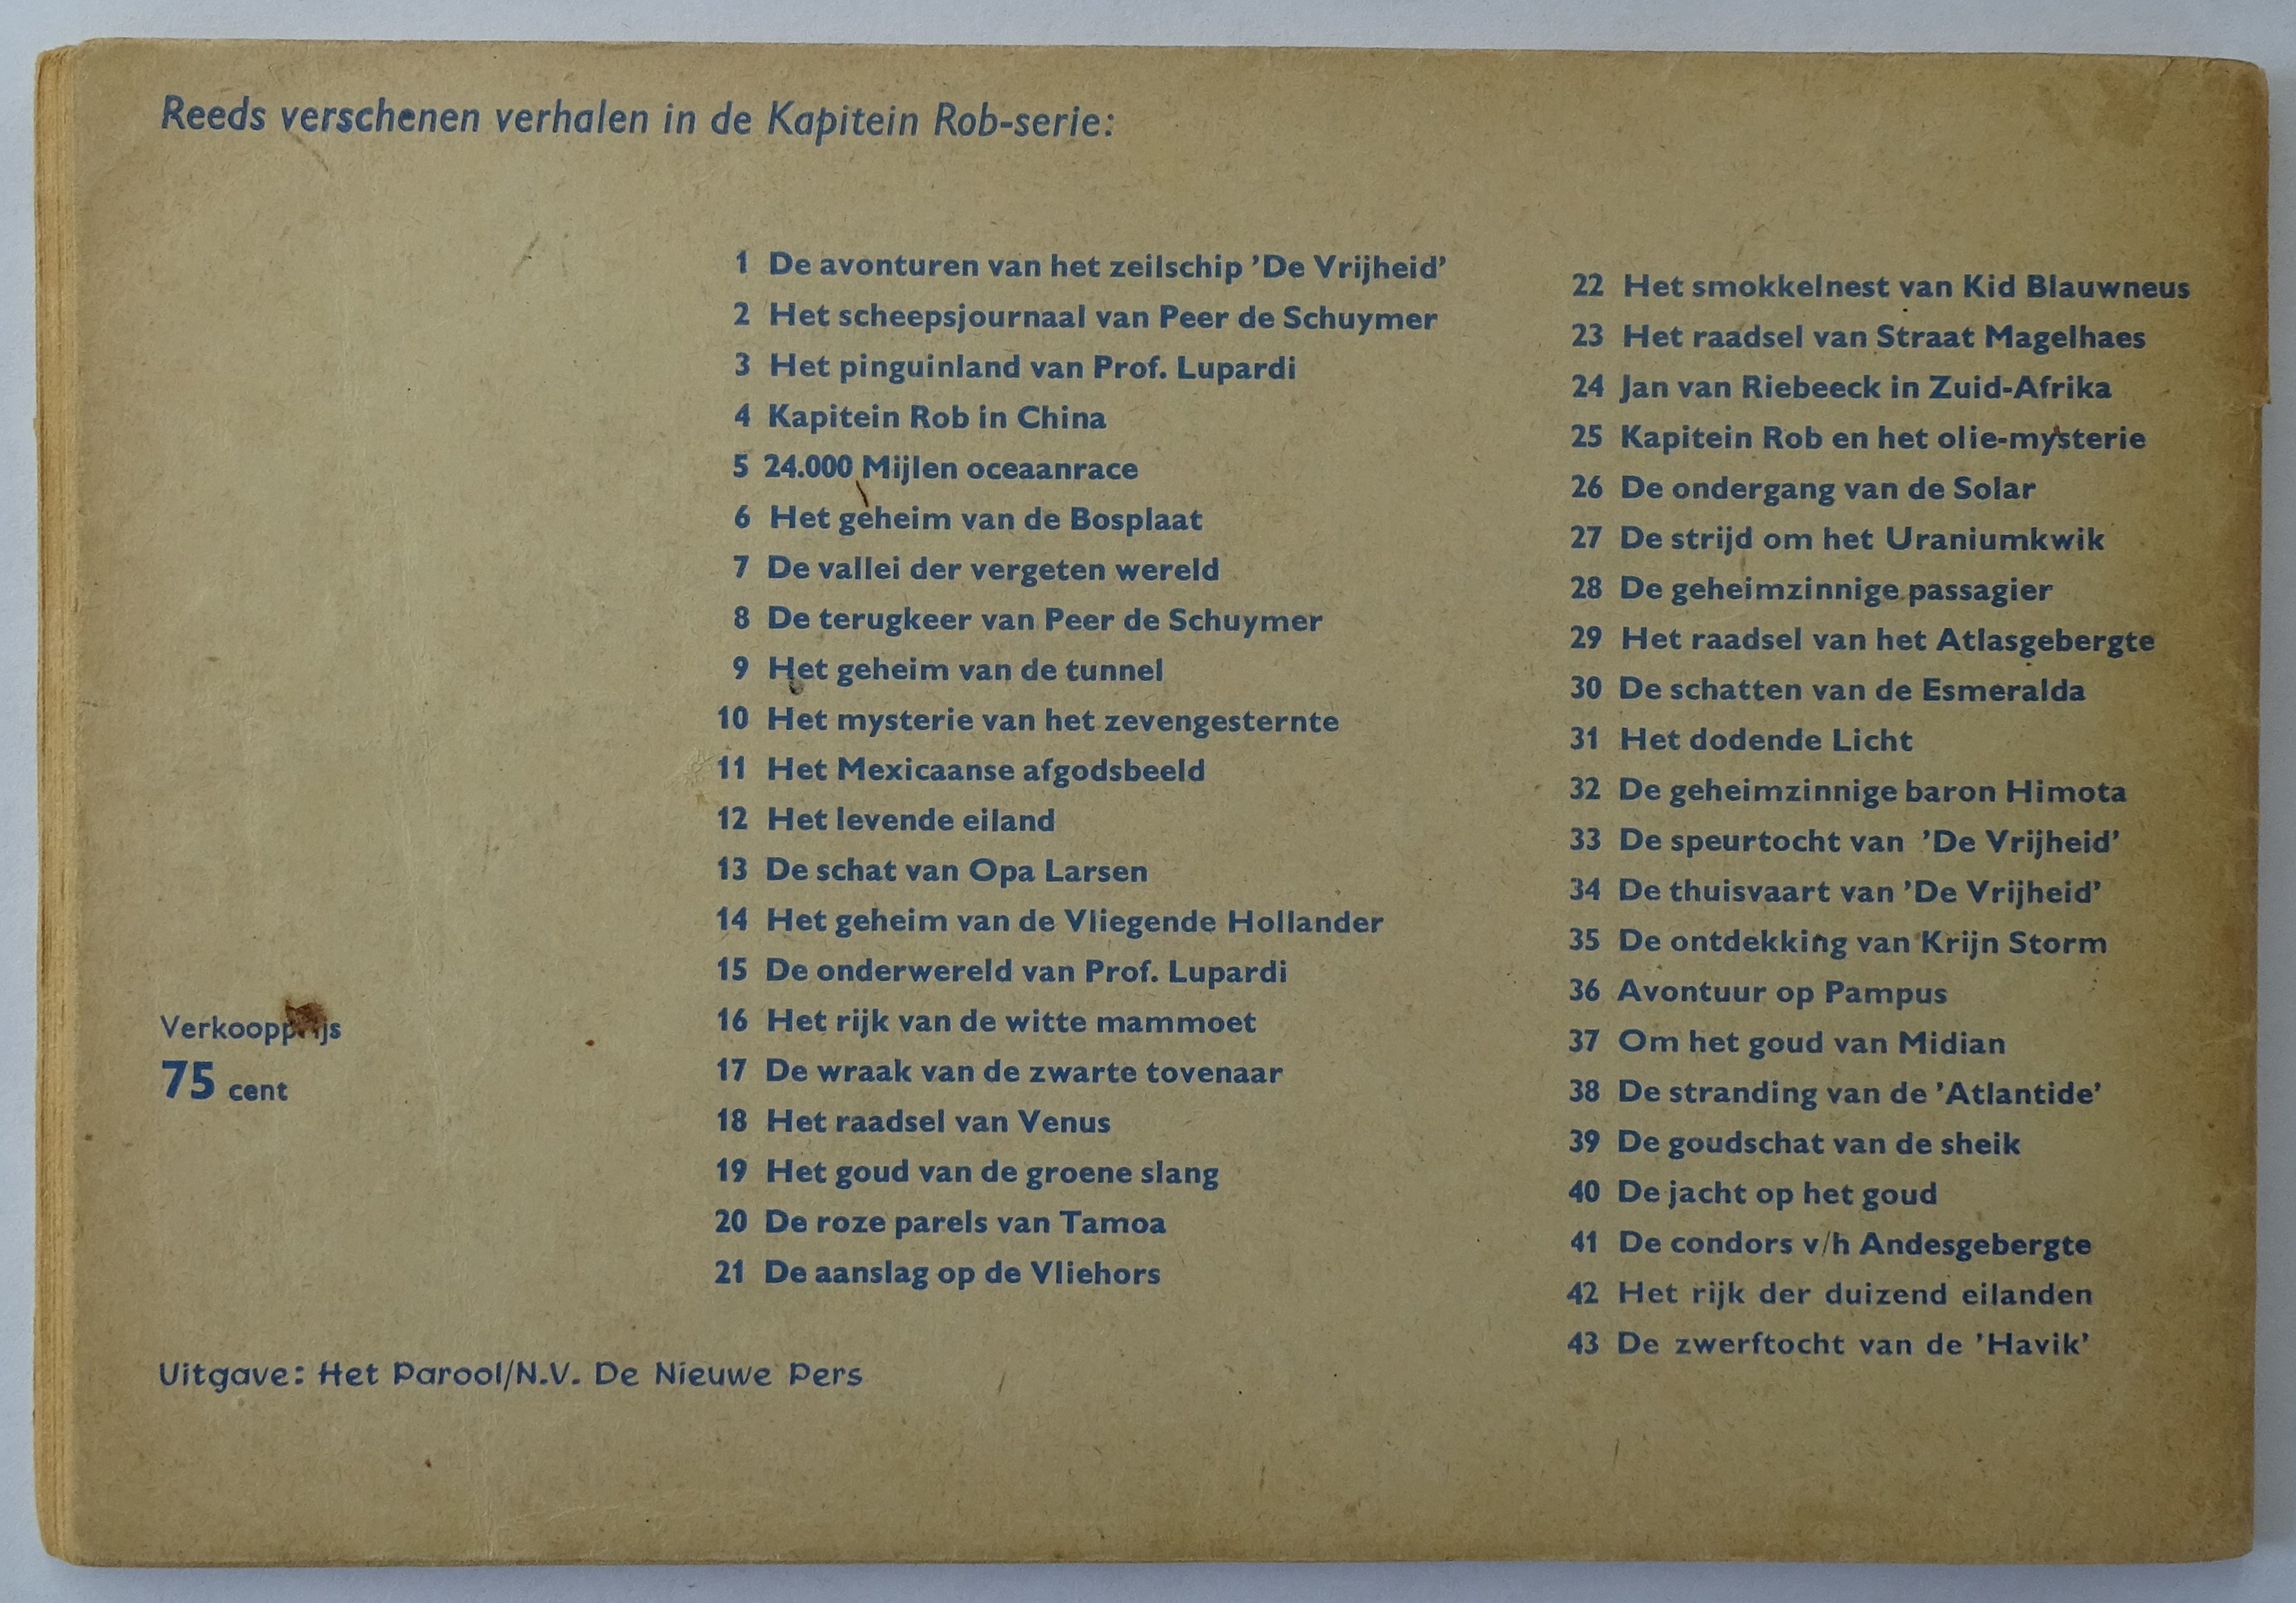 Reeds verschenen verhalen in de Kapitein Rob-serie:
1 De avonturen van het zeilschip 'De Vrijheid'
2 Het scheepsjournaal van Peer de Schuymer
3 Het pinguinland van Prof. Lupardi
4 Kapitein Rob in China
5 24.000 Mijlen oceaanrace
6 Het geheim van de Bosplaat
7 De vallei der vergeten wereld
8 De terugkeer van Peer de Schuymer
9 Het geheim van de tunnel
10 Het mysterie van het zevengesternte
11 Het Mexicaanse afgodsbeeld
12 Het levende eiland
13 De schat van Opa Larsen
14 Het geheim van de Vliegende Hollander
15 De onderwereld van Prof. Lupardi
16 Het rijk van de witte mammoet
17 De wraak van de zwarte tovenaar
18 Het raadsel van Venus
19 Het goud van de groene slang
20 De roze parels van Tamoa
21 De aanslag op de Vliehors
22 Het smokkelnest van Kid Blauwneus
23 Het raadsel van Straat Magelhaes
24 Jan van Riebeeck in Zuid-Afrika
25 Kapitein Rob en het olie-mysterie
26 De ondergang van de Solar
27 De strijd om het Uraniumkwik
28 De geheimzinnige passagier
29 Het raadsel van het Atlasgebergte
30 De schatten van de Esmeralda
31 Het dodende Licht
32 De geheimzinnige baron Himota
33 De speurtocht van 'De Vrijheid'
34 De thuisvaart van 'De Vrijheid'
35 De ontdekking van Krijn Storm
36 Avontuur op Pampus
37 Om het goud van Midian
38 De stranding van de 'Atlantide'
39 De goudschat van de sheik
40 De jacht op het goud
41 De condors v/h Andesgebergte
42 Het rijk der duizend eilanden
43 De zwerftocht van de 'Havik'
Verkoopprijs
75 cent
Uitgave: Het Parool/N.V. De Nieuwe Pers